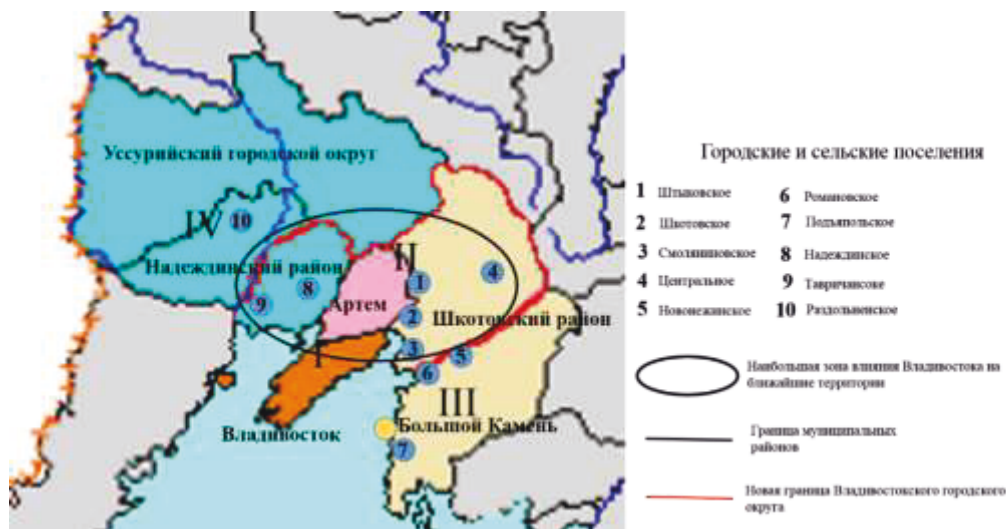 Уссурийский городской округ
IV
10
Надеждинский район
II
8
1
4
9
Артем
2
Шкотовский район
I
3
5
6
III
Большой Камень
Владивосток
7
Городские и сельские поселения
1 Штыковское
6 Романовское
2 Шкотовское
7 Подъяпольское
3 Смоляниновское
8 Надеждинское
4 Центральное
9 Тавричансоке
5 Новонежинское
10 Раздольненское
Наибольшая зона влияния Владивостока на
ближайшие территории
Граница муниципальных
районов
Новая граница Владивостокского городского
округа